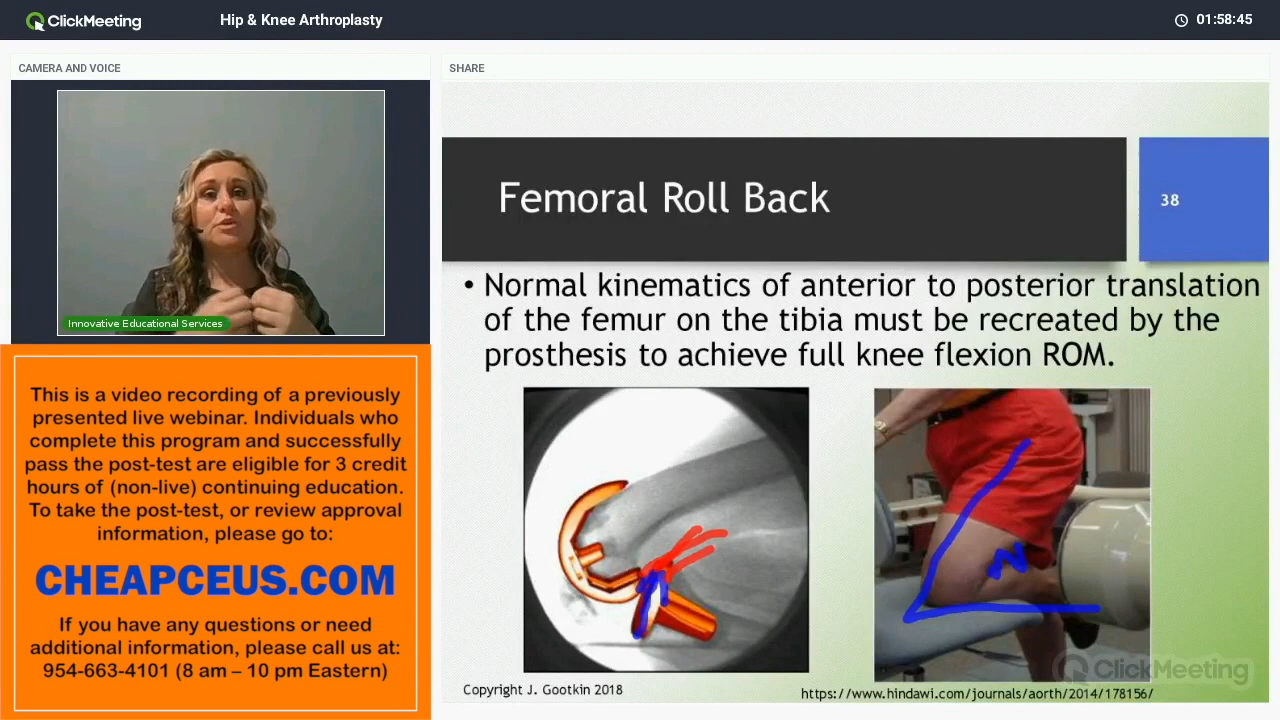 ClickMeeting
Hip & Knee Arthroplasty
01:58:45
CAMERA AND VOICE
SHARE
Innovative Educational Services
This is a video recording of a previously
presented live webinar. Individuals who
complete this program and successfully
pass the post-test are eligible for 3 credit
hours of (non-live) continuing education.
To take the post-test, or review approval
information, please go to:
CHEAPCEUS.COM
If you have any questions or need
additional information, please call us at:
954-663-4101 (8 am – 10 pm Eastern)
Femoral Roll Back
38
• Normal kinematics of anterior to posterior translation
of the femur on the tibia must be recreated by the
prosthesis to achieve full knee flexion ROM.
N
Copyright J. Gootkin 2018
https://www.hindawi.com/journals/aorth/2014/178156/
ClickMeeting